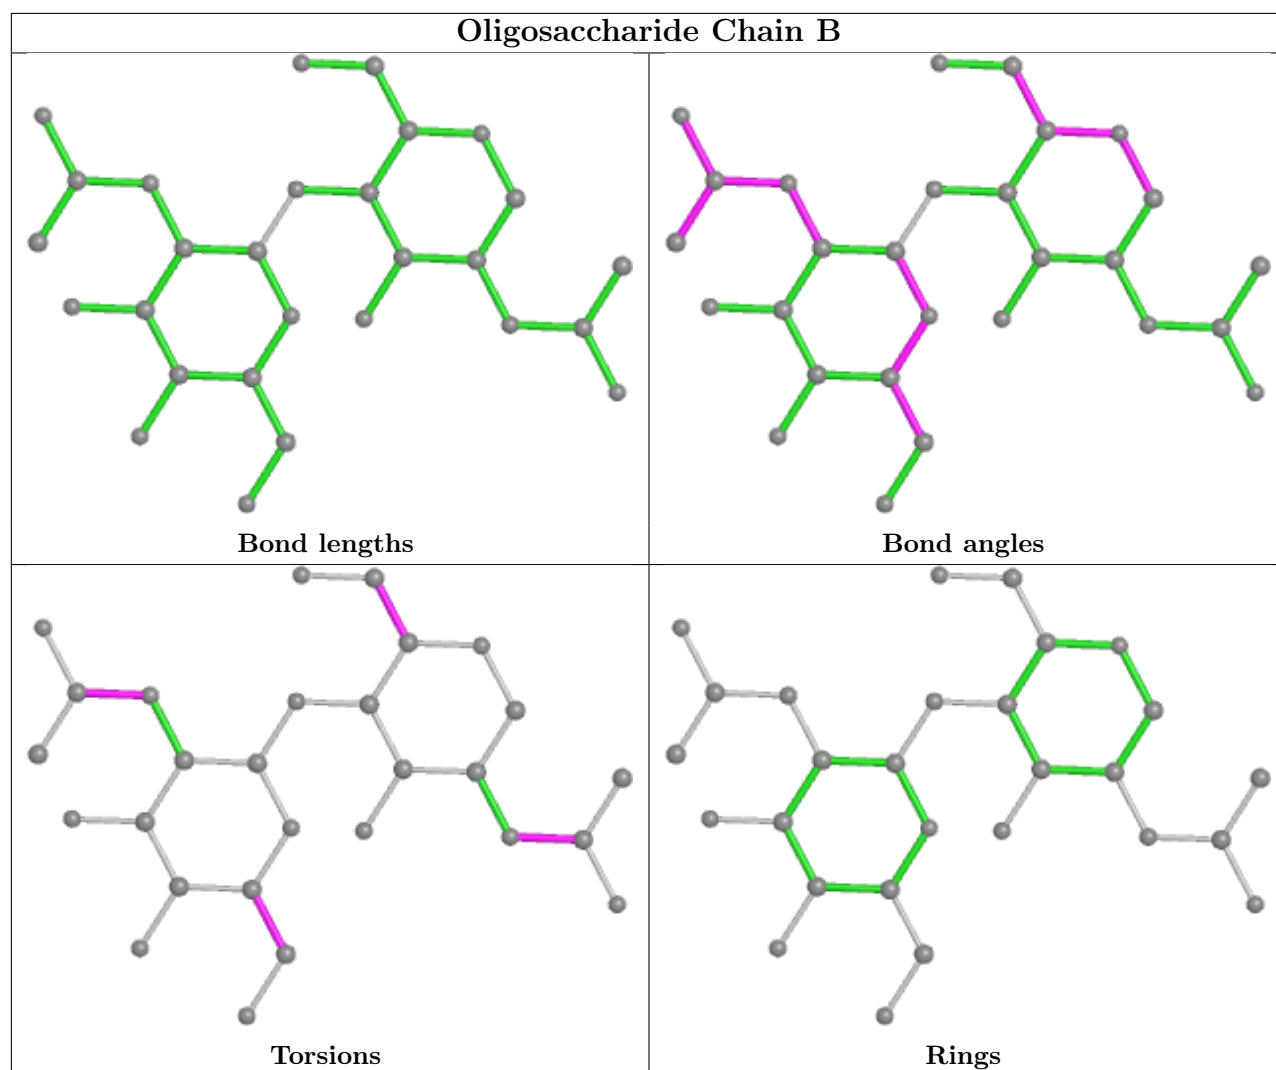 Oligosaccharide Chain B
Bond lengths
Bond angles
Torsions
Rings